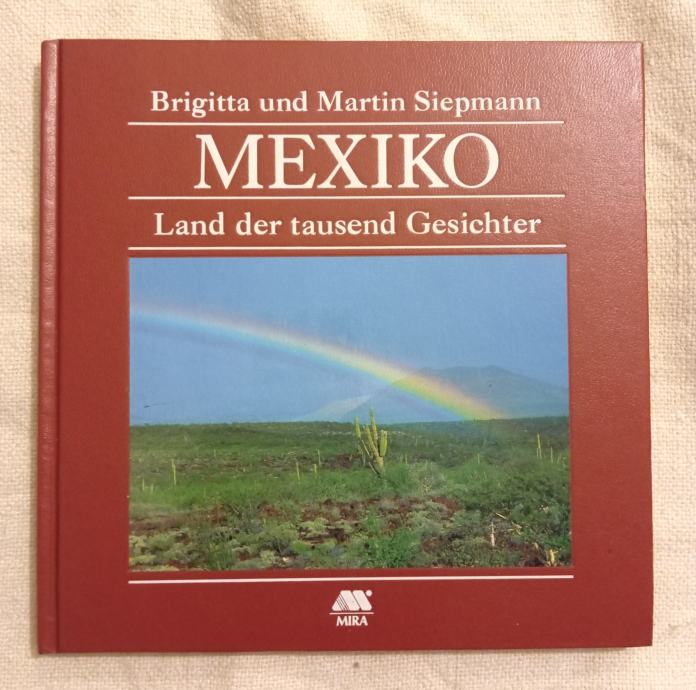 Brigitta und Martin Siepmann
MEXIKO
Land der tausend Gesichter
MIRA